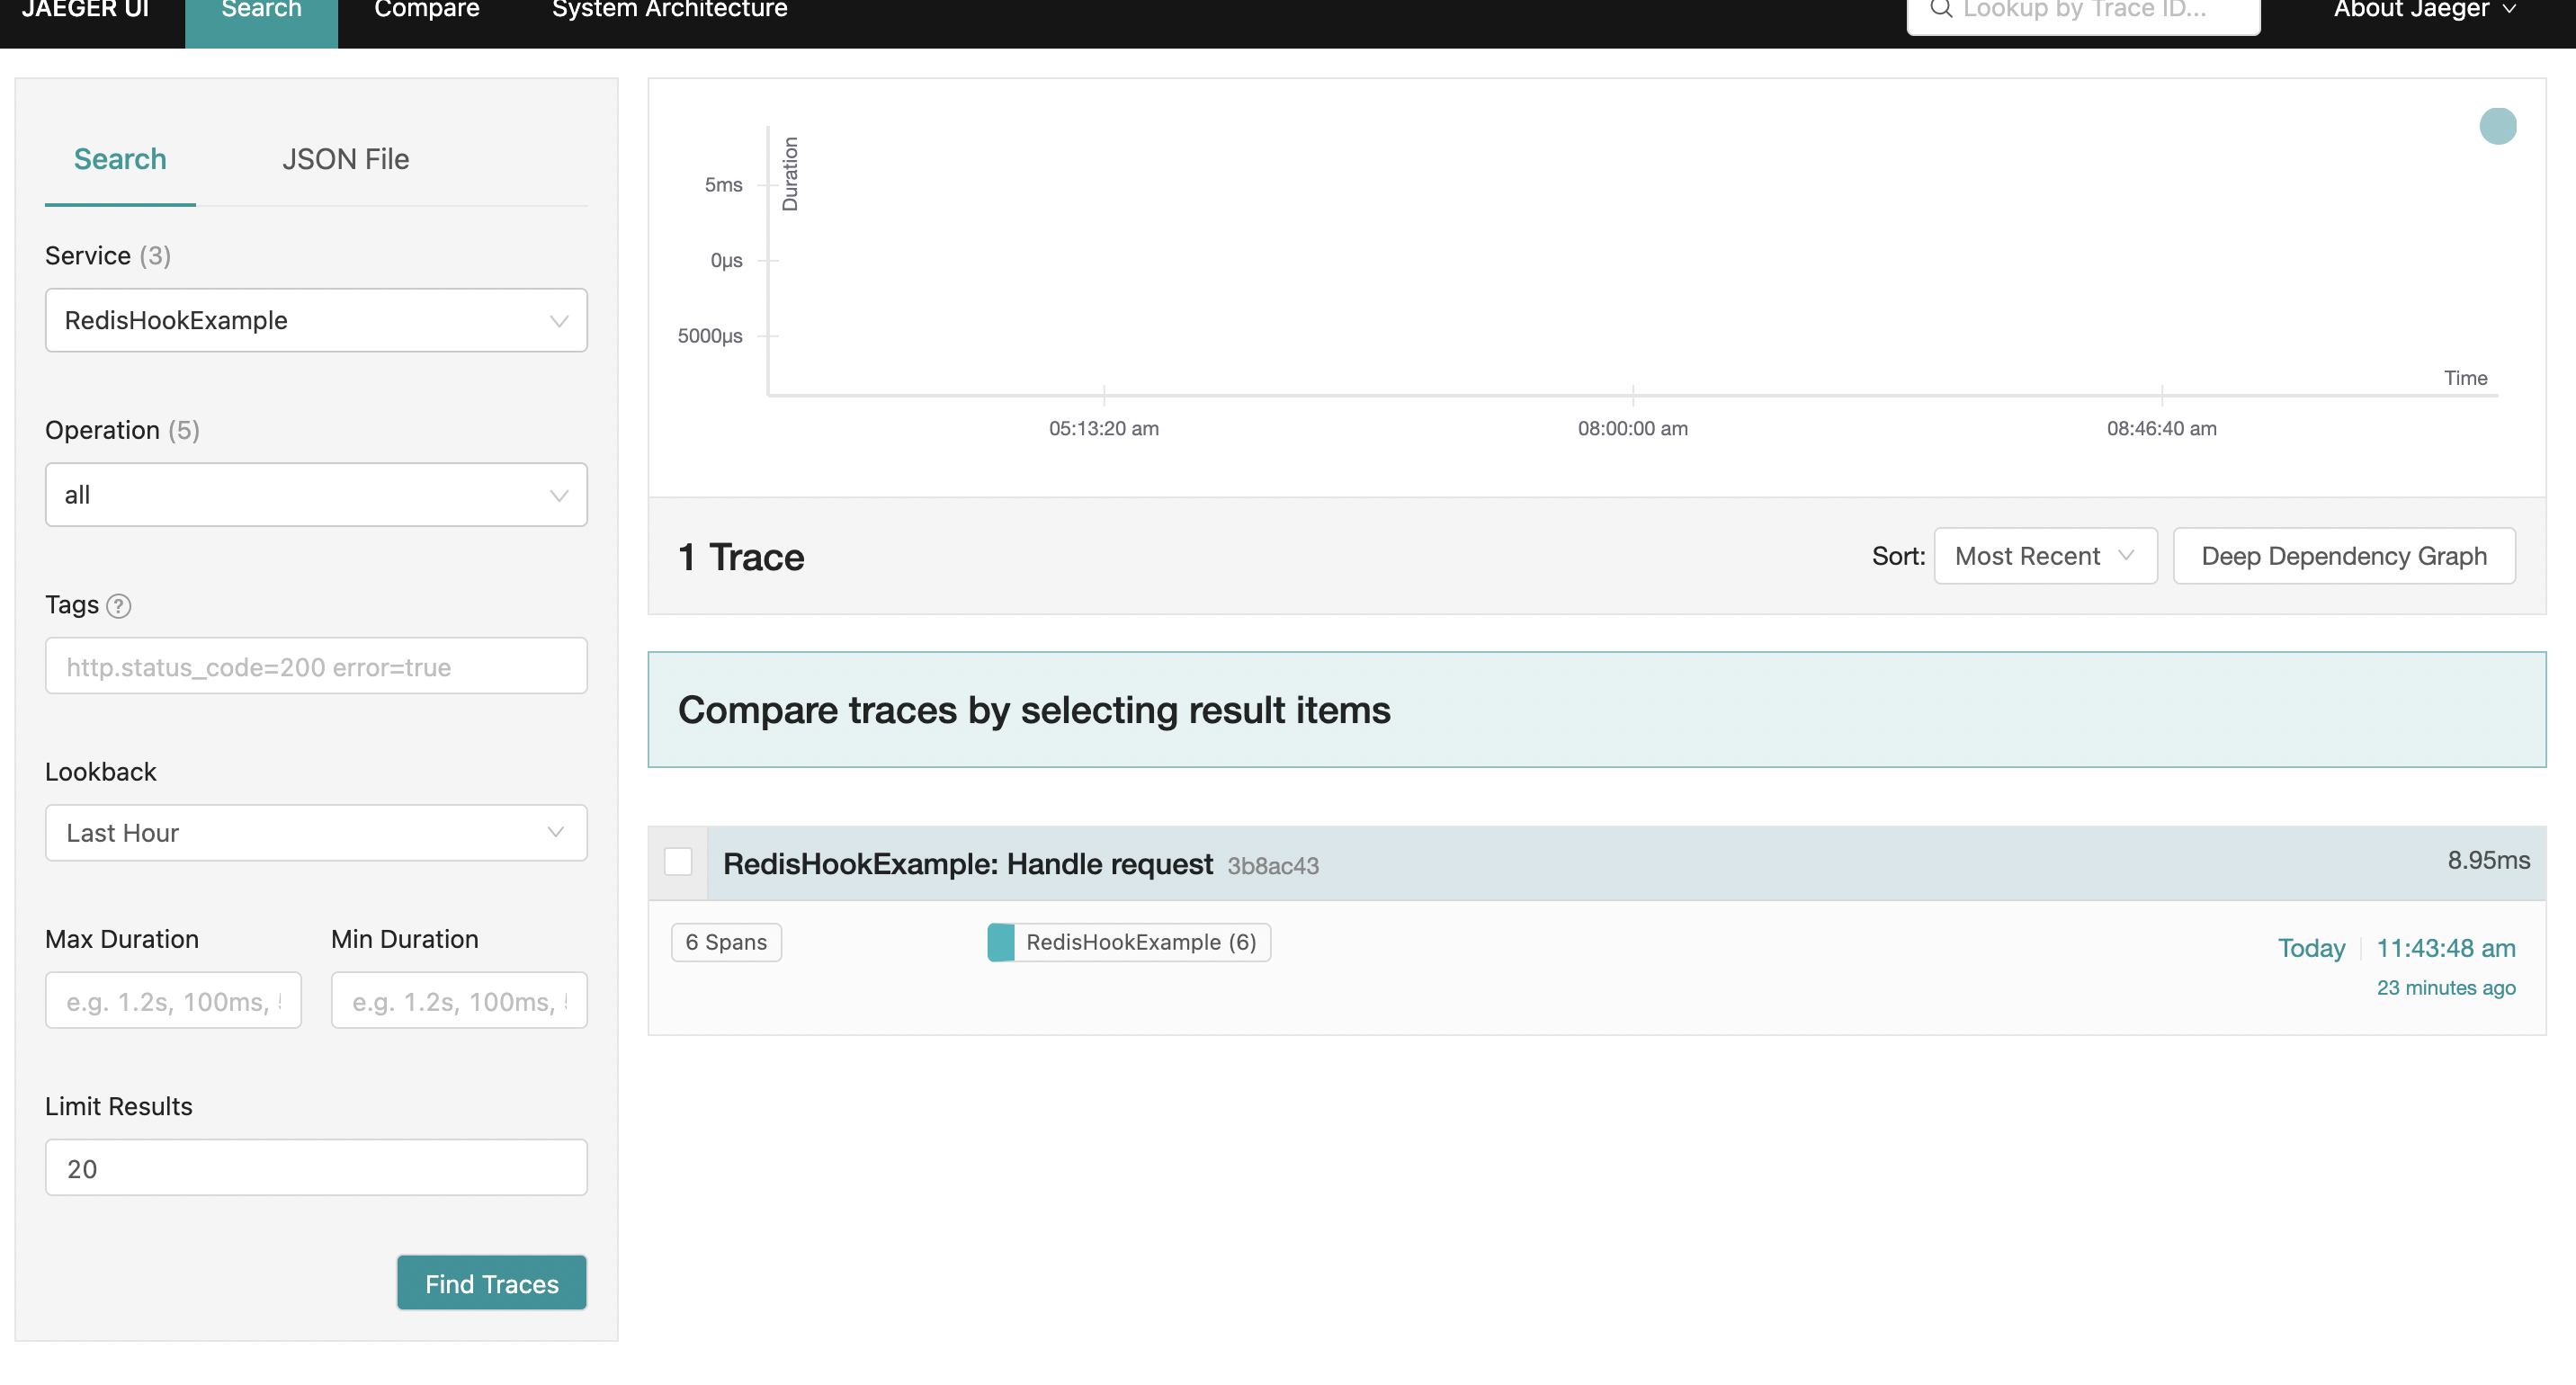 JAEGER UI Search Compare System Architecture Lookup by Trace ID... About Jaeger
Search JSON File
Service (3)
RedisHookExample
Operation (5)
all
Tags ?
http.status_code=200 error=true
Lookback
Last Hour
Max Duration Min Duration
e.g. 1.2s, 100ms, e.g. 1.2s, 100ms,
Limit Results
20
Find Traces
Duration
5ms
0μs
5000μs
Time
05:13:20 am 08:00:00 am 08:46:40 am
1 Trace Sort: Most Recent Deep Dependency Graph
Compare traces by selecting result items
RedisHookExample: Handle request 3b8ac43 8.95ms
6 Spans RedisHookExample (6) Today 11:43:48 am
23 minutes ago